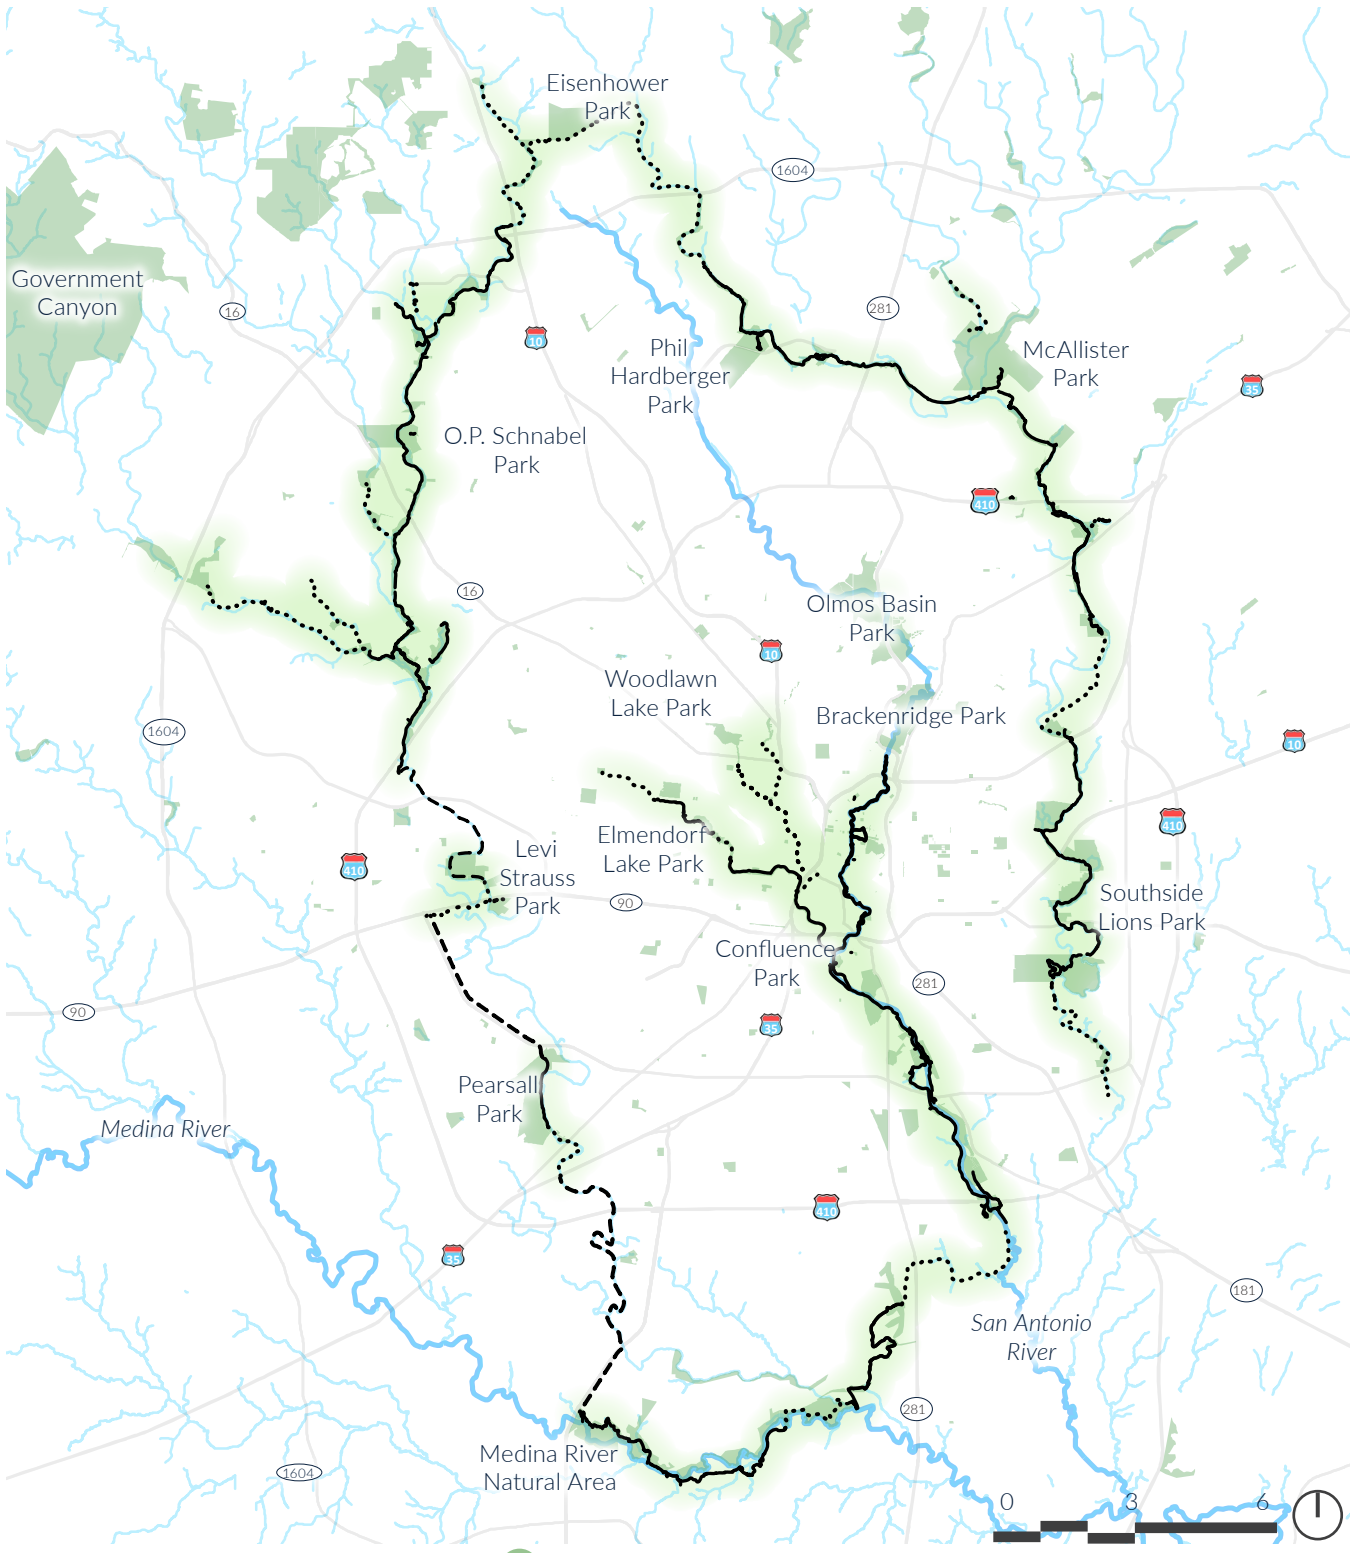 Eisenhower
Park
1604
Government
Canyon
16
281
10
Phil
Hardberger
Park
McAllister
Park
35
O.P. Schnabel
Park
410
16
Olmos Basin
Park
10
Woodlawn
Lake Park
Brackenridge Park
1604
10
410
Elmendorf
Lake Park
Levi
Strauss
Park
410
90
Southside
Lions Park
Confluence
Park
281
90
35
Pearsall
Park
Medina River
410
35
181
San Antonio
River
281
Medina River
Natural Area
1604
0 3 6